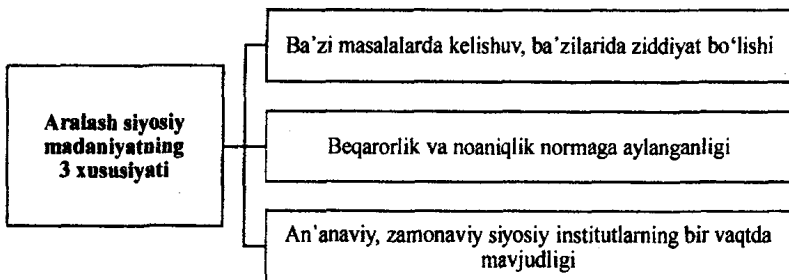 Aralash siyosiy
madaniyatning
3 xususiyati
Ba'zi masalalarda kelishuv, ba'zilarida ziddiyat bo‘lishi
Beqarorlik va noaniqlik normaga aylanganligi
An'anaviy, zamonaviy siyosiy institutlarning bir vaqtda
mavjudligi